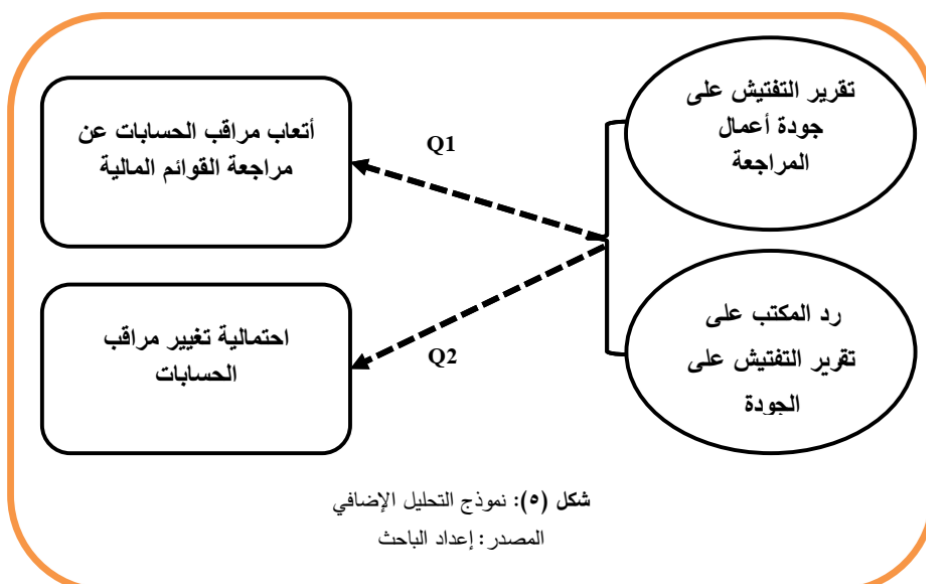 تقرير التفتيش على
جودة أعمال
المراجعة
رد المكتب على
تقرير التفتيش على
الجودة
Q1
Q2
أتعاب مراقب الحسابات عن
مراجعة القوائم المالية
احتمالية تغيير مراقب
الحسابات
شكل (٥): نموذج التحليل الإضافي
المصدر: إعداد الباحث